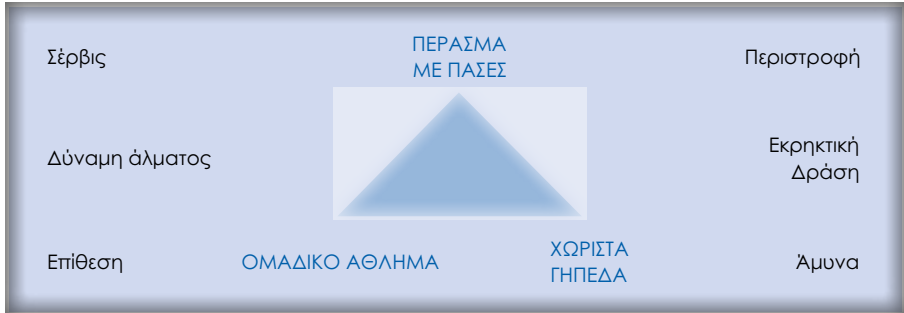 Σέρβις
ΠΕΡΑΣΜΑ
ΜΕ ΠΑΣΕΣ
Περιστροφή
Δύναμη άλματος
Εκρηκτική
Δράση
Επίθεση
ΟΜΑΔΙΚΟ ΑΘΛΗΜΑ
ΧΩΡΙΣΤΑ
ΓΗΠΕΔΑ
Άμυνα